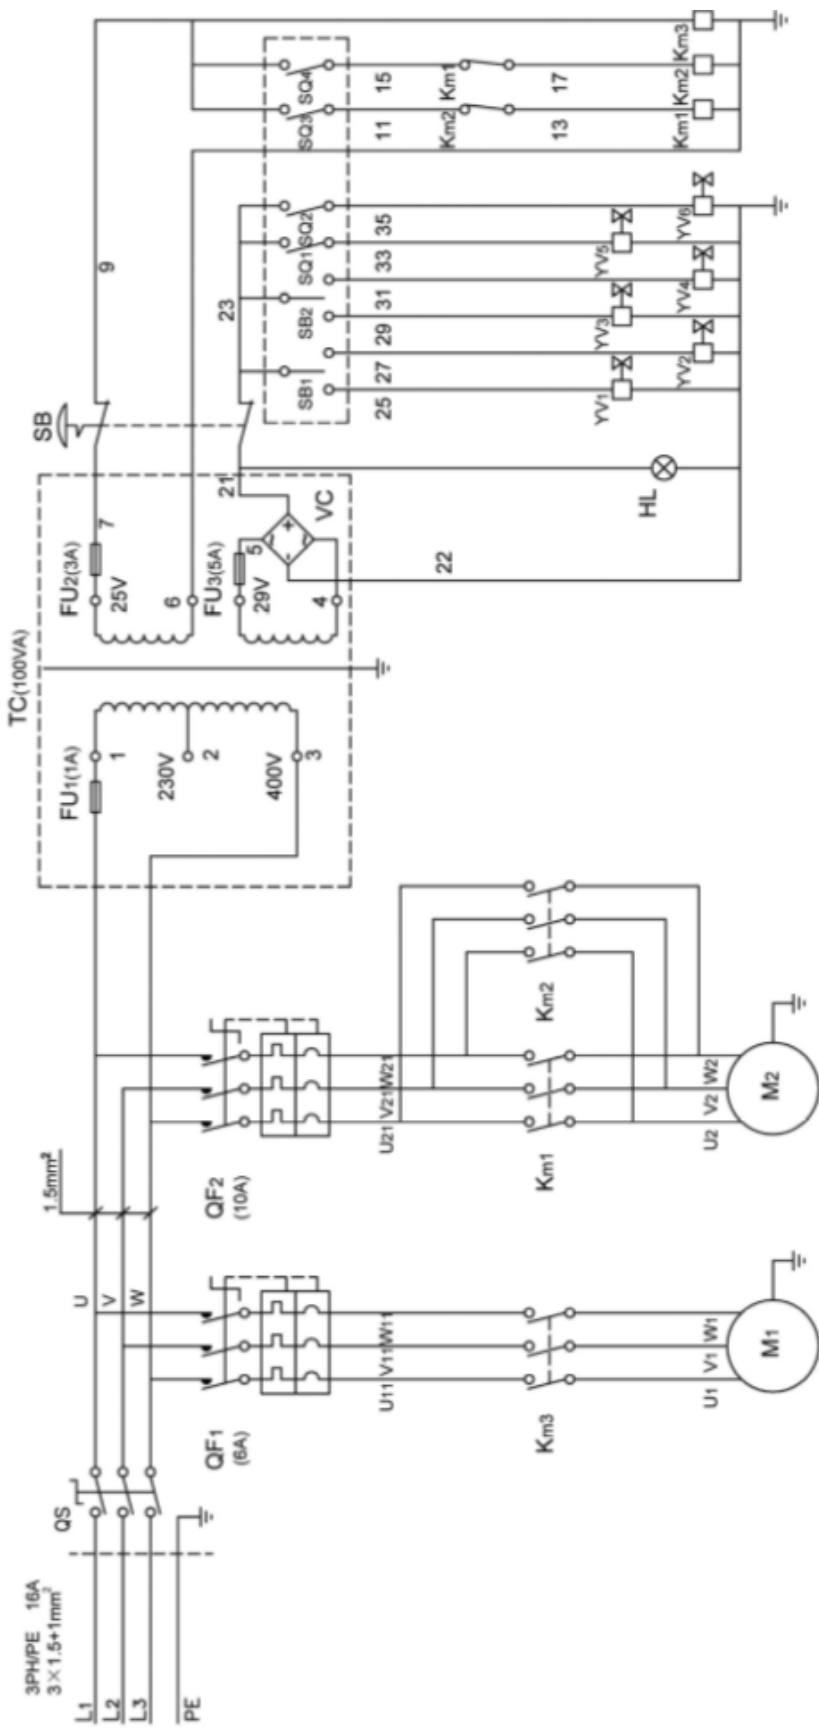 3PH/PE 16A
3×1.5+1mm²
L1
L2
L3
PE
QS
U
V
W
1.5mm²
QF1
(6A)
U11 V11 W11
Km3
U1 V1 W1
M1
QF2
(10A)
U21 V21 W21
Km1
Km2
U2 V2 W2
M2
TC(100VA)
FU1(1A)
1
230V
2
400V
3
FU2(3A)
25V
7
6
FU3(5A)
29V
5
4
VC
21
22
HL
SB
9
23
SB1
SB2
SQ1
SQ2
SQ3
SQ4
25
27
29
31
33
35
11
15
Km2
Km1
13
17
YV1
YV2
YV3
YV4
YV5
YV6
Km1
Km2
Km3